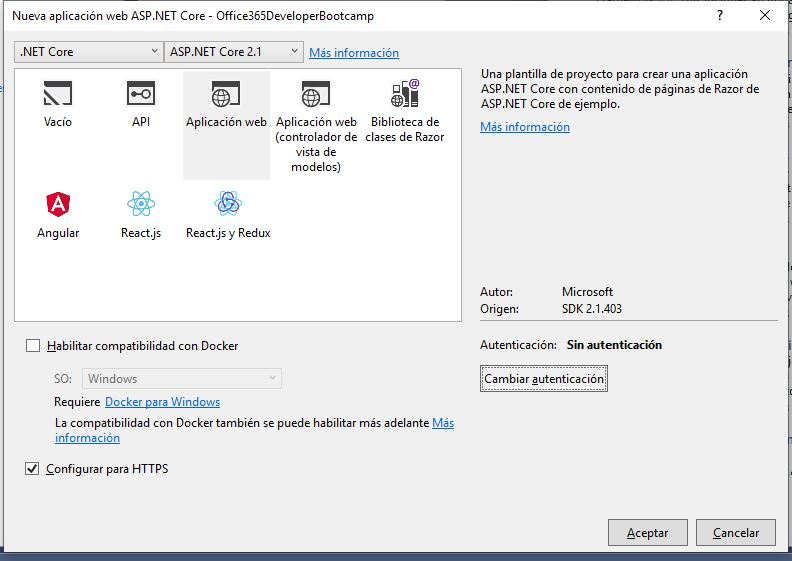 Nueva aplicación web ASP.NET Core - Office365DeveloperBootcamp
?
.NET Core
ASP.NET Core 2.1
Más información
Vacío
API
Aplicación web
Aplicación web
(controlador de
vista de
modelos)
Biblioteca de
clases de Razor
Angular
React.js
React.js y Redux
Una plantilla de proyecto para crear una aplicación
ASP.NET Core con contenido de páginas de Razor de
ASP.NET Core de ejemplo.
Más información
Autor: Microsoft
Origen: SDK 2.1.403
Autenticación: Sin autenticación
Cambiar autenticación
Habilitar compatibilidad con Docker
SO: Windows
Requiere Docker para Windows
La compatibilidad con Docker también se puede habilitar más adelante Más
información
Configurar para HTTPS
Aceptar
Cancelar